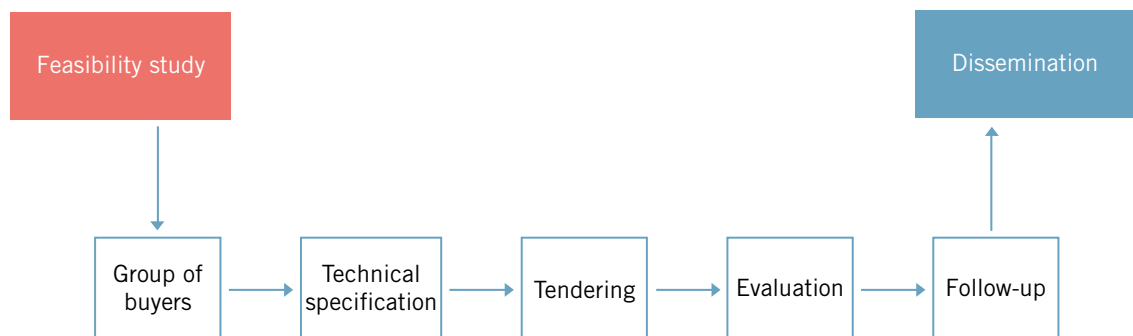 Feasibility study
Dissemination
Group of
buyers
Technical
specification
Tendering
Evaluation
Follow-up